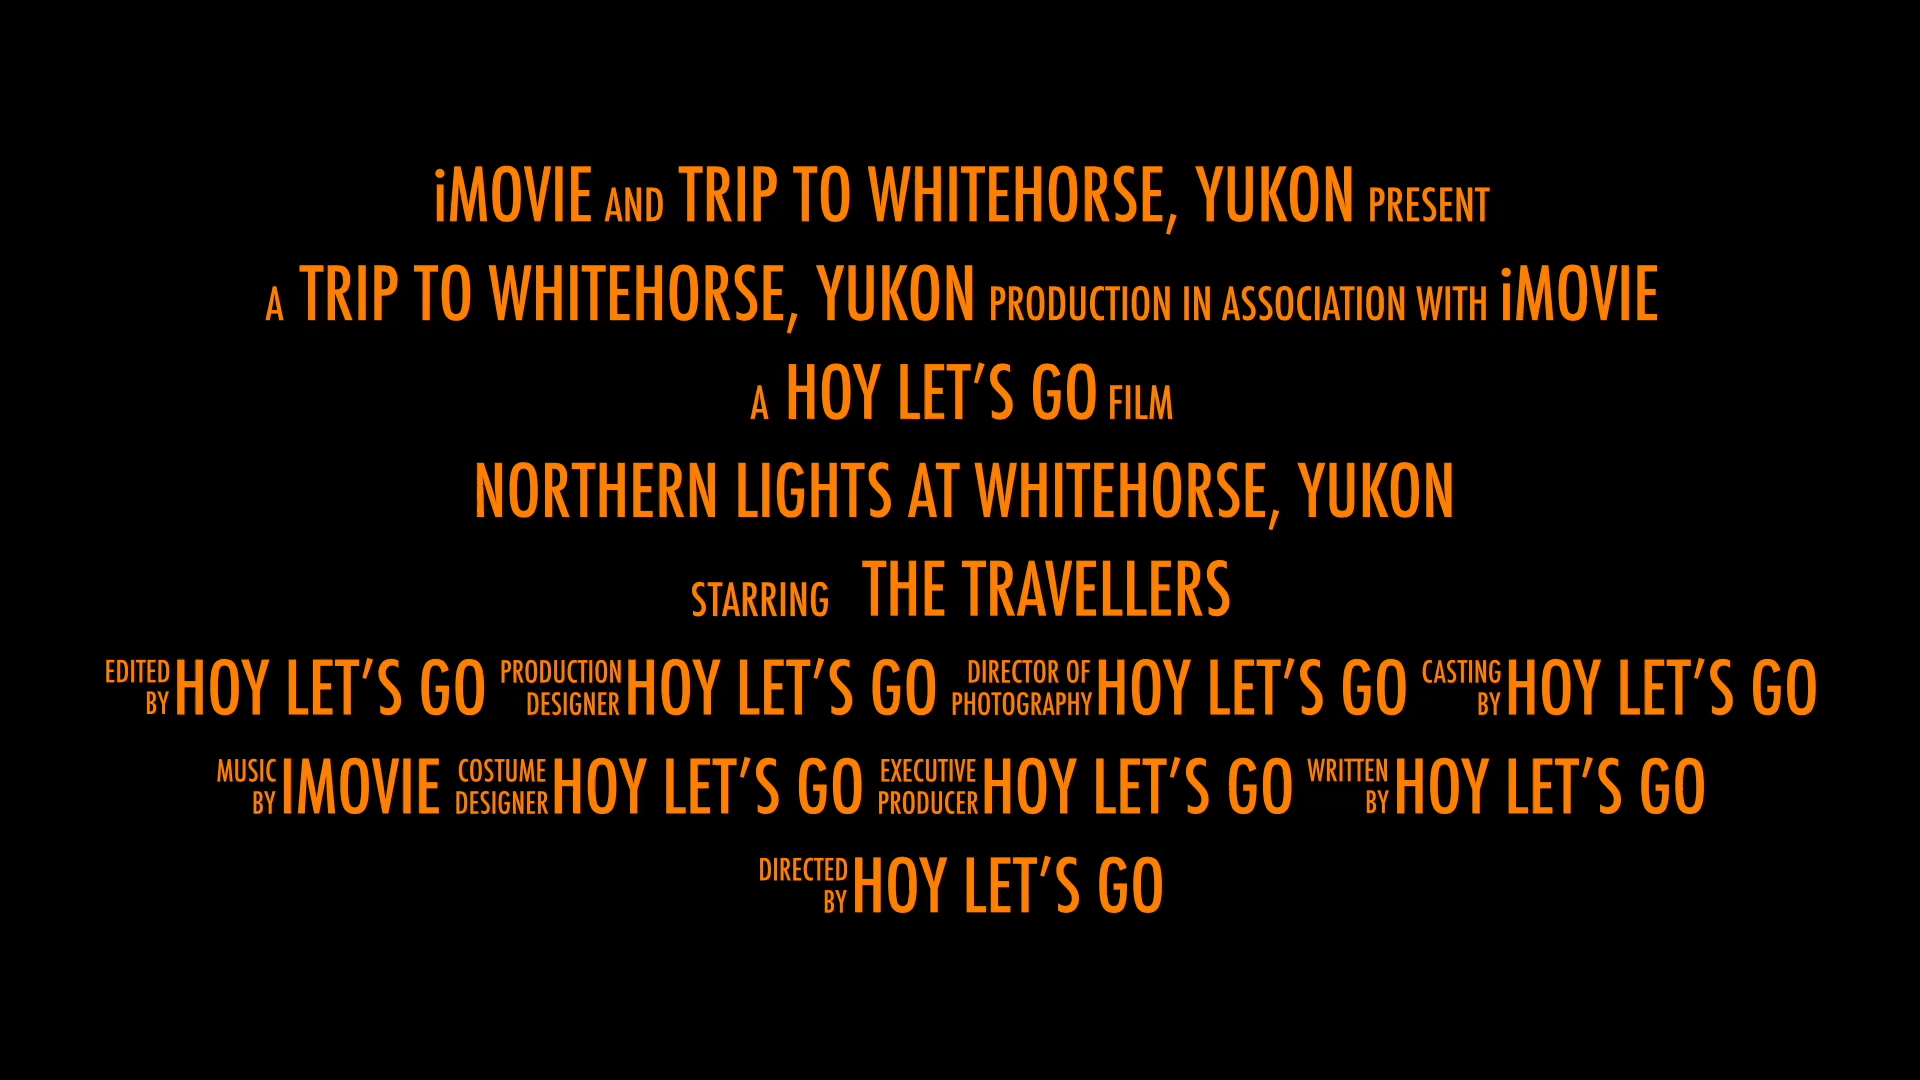 iMOVIE AND TRIP TO WHITEHORSE, YUKON PRESENT
A TRIP TO WHITEHORSE, YUKON PRODUCTION IN ASSOCIATION WITH iMOVIE
A HOY LET’S GO FILM
NORTHERN LIGHTS AT WHITEHORSE, YUKON
STARRING THE TRAVELLERS
EDITED BY HOY LET’S GO PRODUCTION DESIGNER HOY LET’S GO DIRECTOR OF PHOTOGRAPHY HOY LET’S GO CASTING BY HOY LET’S GO
MUSIC BY IMOVIE COSTUME DESIGNER HOY LET’S GO EXECUTIVE PRODUCER HOY LET’S GO WRITTEN BY HOY LET’S GO
DIRECTED BY HOY LET’S GO